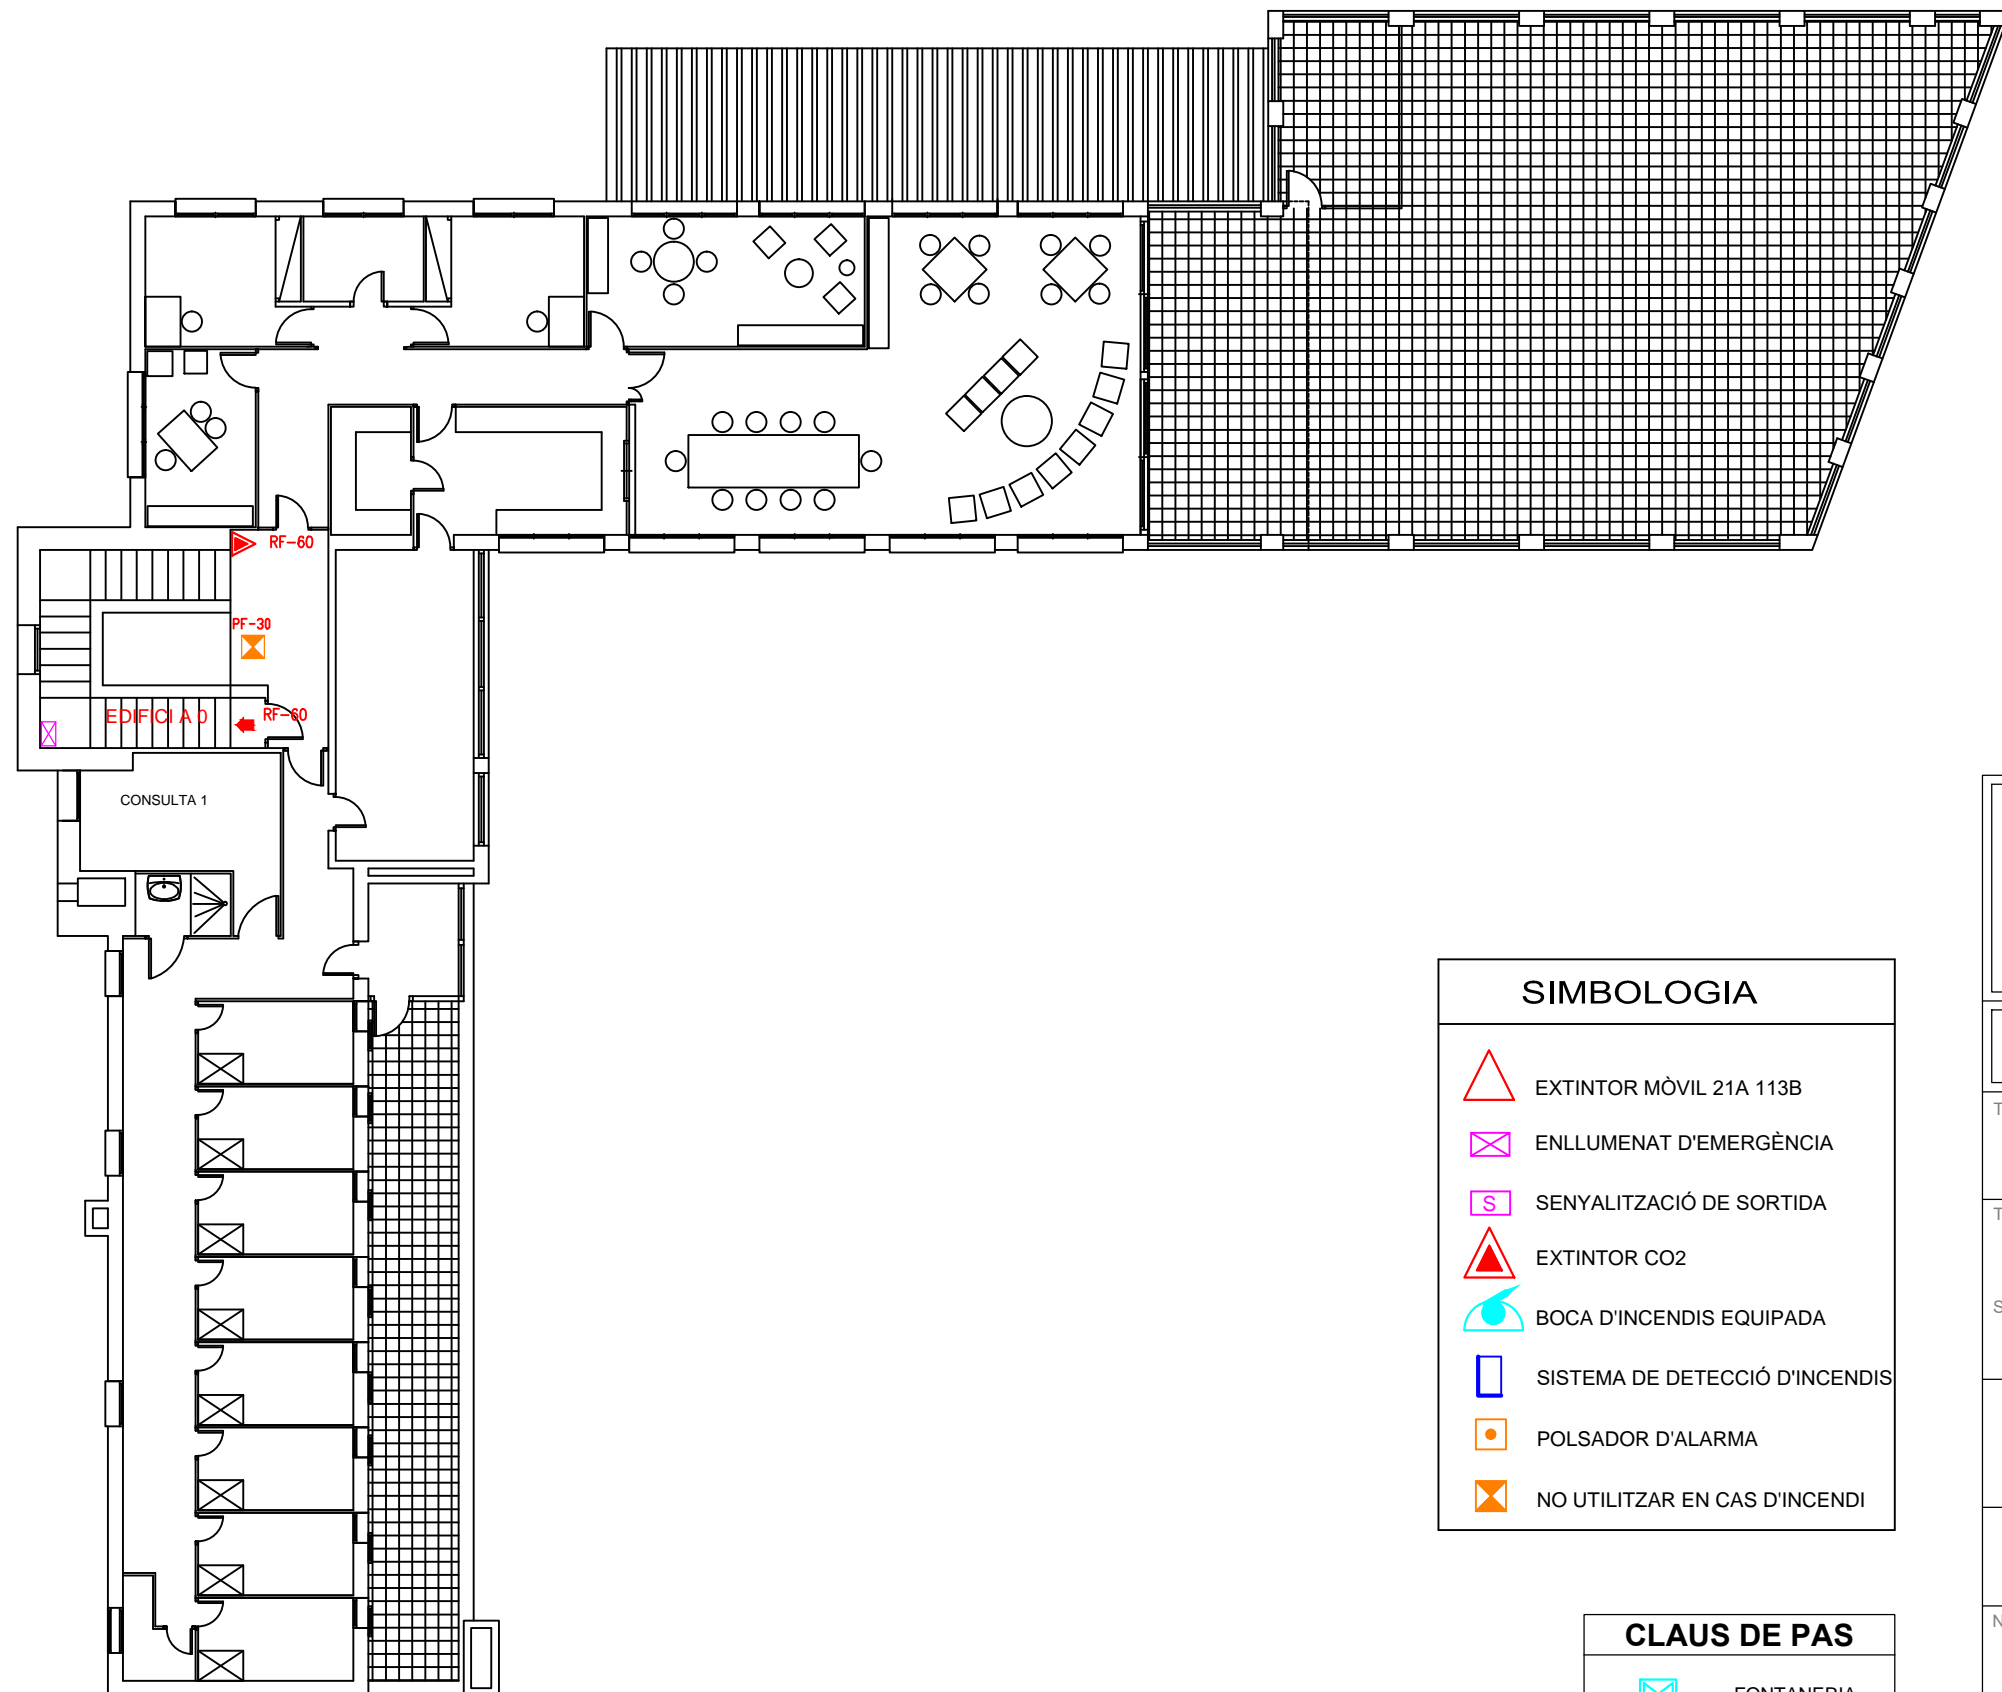 RF-60
PF-30
EDIFICI A 0
RF-60
CONSULTA 1
SIMBOLOGIA
EXTINTOR MÒVIL 21A 113B
ENLLUMENAT D'EMERGÈNCIA
S SENYALITZACIÓ DE SORTIDA
EXTINTOR CO2
BOCA D'INCENDIS EQUIPADA
SISTEMA DE DETECCIÓ D'INCENDIS
POLSADOR D'ALARMA
NO UTILITZAR EN CAS D'INCENDI
CLAUS DE PAS
FONTANERIA
T
T
S
N